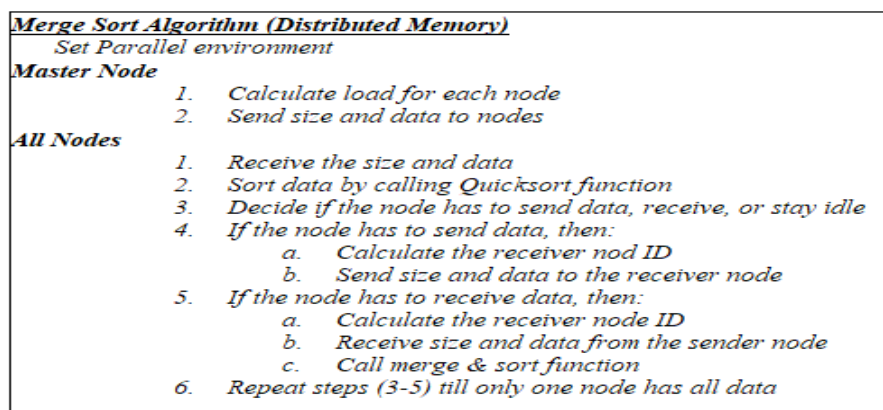 Merge Sort Algorithm (Distributed Memory)
Set Parallel environment
Master Node
1. Calculate load for each node
2. Send size and data to nodes
All Nodes
1. Receive the size and data
2. Sort data by calling Quicksort function
3. Decide if the node has to send data, receive, or stay idle
4. If the node has to send data, then:
a. Calculate the receiver nod ID
b. Send size and data to the receiver node
5. If the node has to receive data, then:
a. Calculate the receiver node ID
b. Receive size and data from the sender node
c. Call merge & sort function
6. Repeat steps (3-5) till only one node has all data